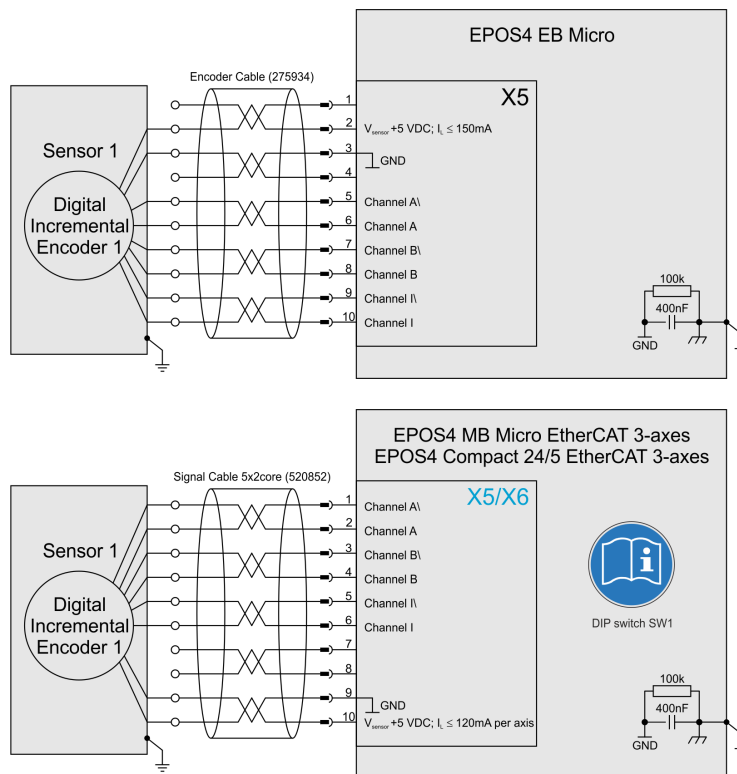 EPOS4 EB Micro
Encoder Cable (275934)
X5
Sensor 1
Digital
Incremental
Encoder 1
1
2
V_sensor +5 VDC; I_L ≤ 150mA
3
GND
4
5
Channel A\
6
Channel A
7
Channel B\
8
Channel B
9
Channel I\
10
Channel I
100k
400nF
GND
EPOS4 MB Micro EtherCAT 3-axes
EPOS4 Compact 24/5 EtherCAT 3-axes
Signal Cable 5x2core (520852)
X5/X6
Sensor 1
Digital
Incremental
Encoder 1
1
Channel A\
2
Channel A
3
Channel B\
4
Channel B
5
Channel I\
6
Channel I
7
8
9
GND
10
V_sensor +5 VDC; I_L ≤ 120mA per axis
i
DIP switch SW1
100k
400nF
GND